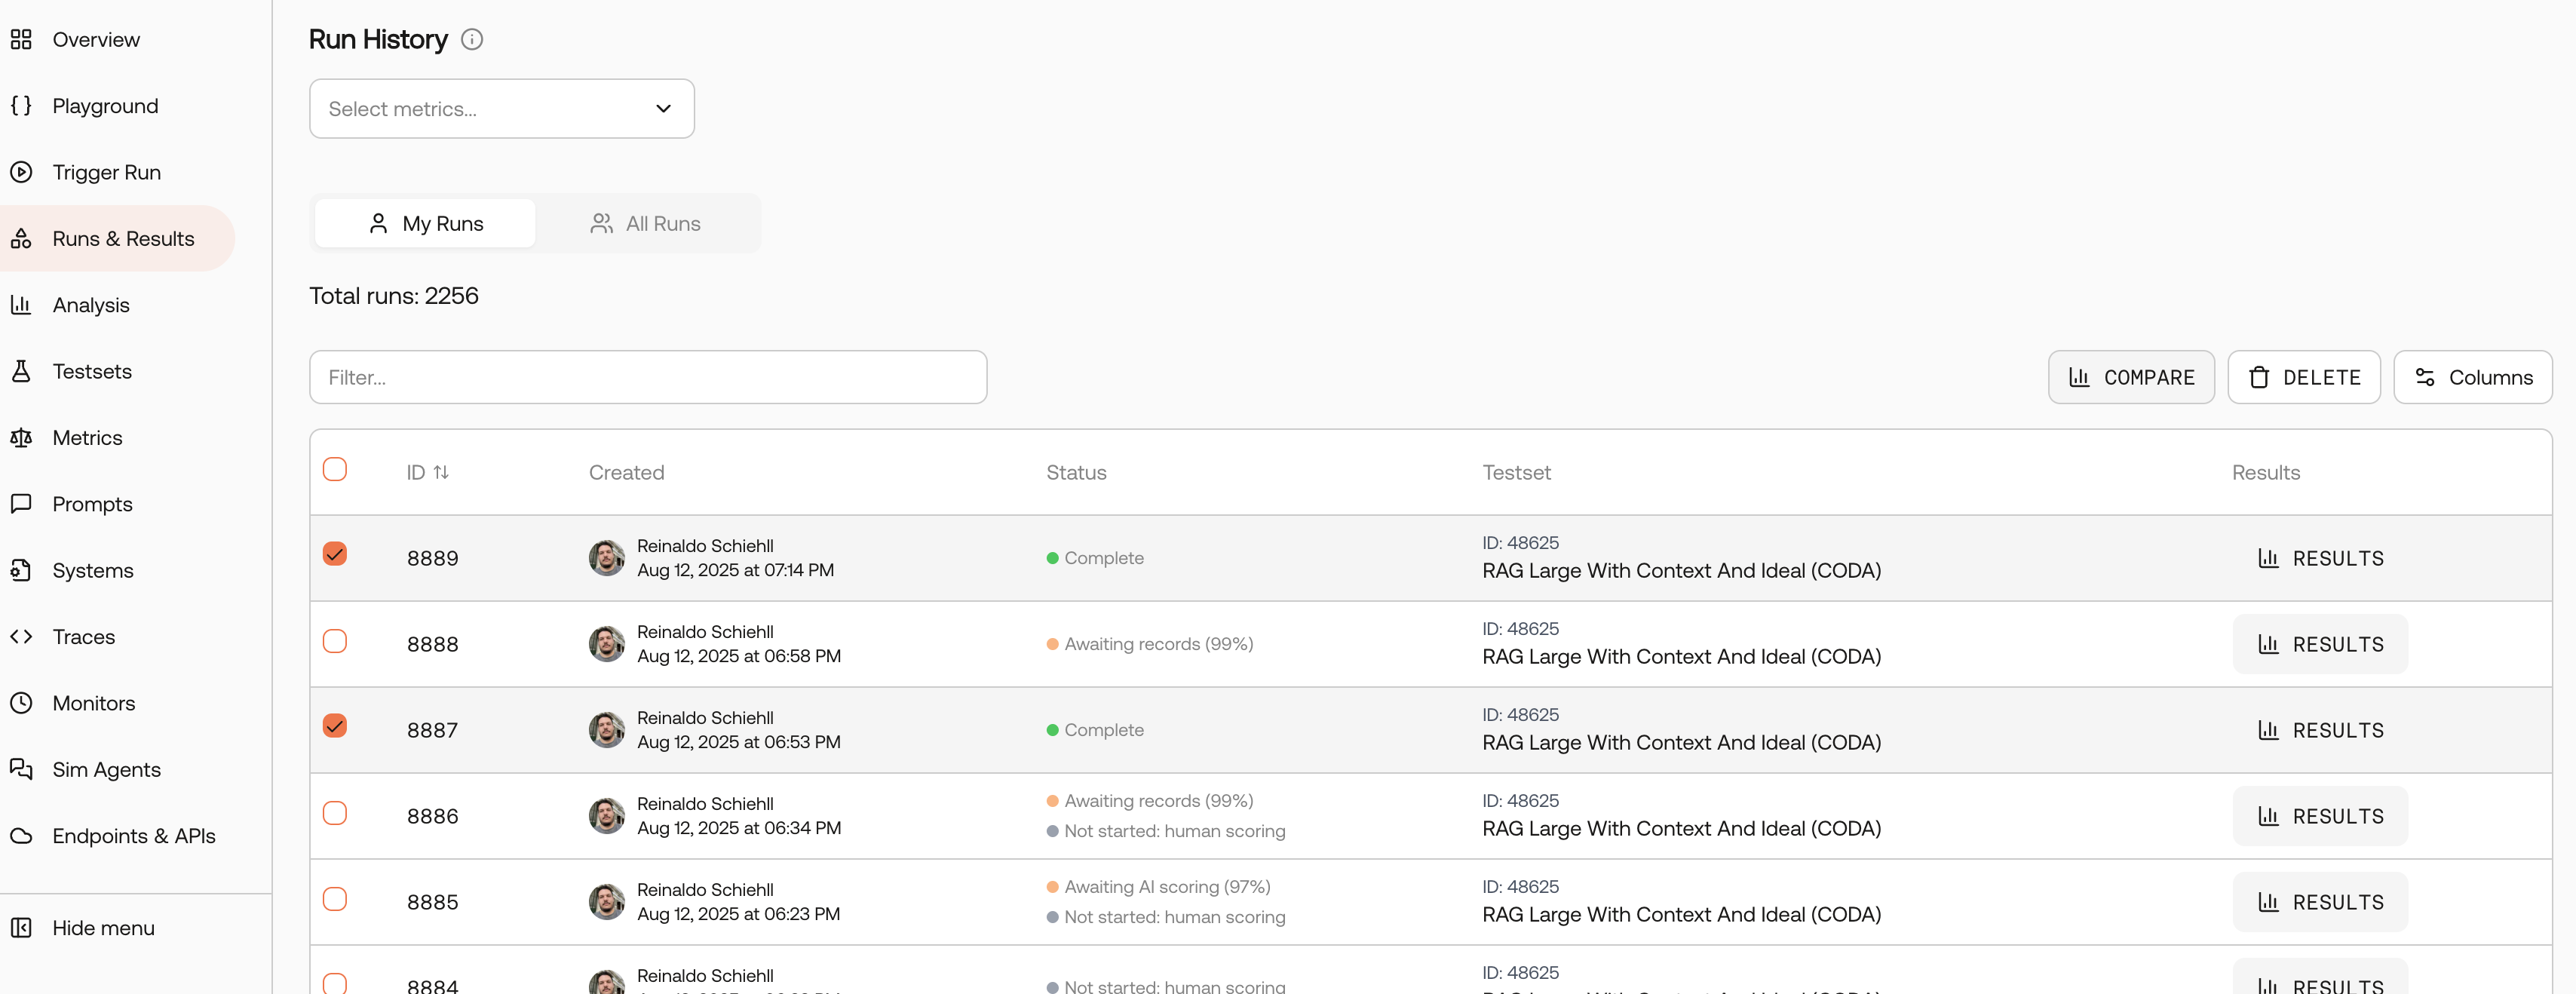 Overview
Playground
Trigger Run
Runs & Results
Analysis
Testsets
Metrics
Prompts
Systems
Traces
Monitors
Sim Agents
Endpoints & APIs
Hide menu
Run History
Select metrics...
My Runs
All Runs
Total runs: 2256
Filter...
COMPARE
DELETE
Columns
ID
Created
Status
Testset
Results
8889
Reinaldo Schiehll
Aug 12, 2025 at 07:14 PM
Complete
ID: 48625
RAG Large With Context And Ideal (CODA)
RESULTS
8888
Reinaldo Schiehll
Aug 12, 2025 at 06:58 PM
Awaiting records (99%)
ID: 48625
RAG Large With Context And Ideal (CODA)
RESULTS
8887
Reinaldo Schiehll
Aug 12, 2025 at 06:53 PM
Complete
ID: 48625
RAG Large With Context And Ideal (CODA)
RESULTS
8886
Reinaldo Schiehll
Aug 12, 2025 at 06:34 PM
Awaiting records (99%)
Not started: human scoring
ID: 48625
RAG Large With Context And Ideal (CODA)
RESULTS
8885
Reinaldo Schiehll
Aug 12, 2025 at 06:23 PM
Awaiting AI scoring (97%)
Not started: human scoring
ID: 48625
RAG Large With Context And Ideal (CODA)
RESULTS
8884
Reinaldo Schiehll
Not started: human scoring
ID: 48625
RESULTS